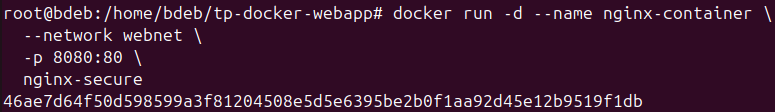 root@bdeb:/home/bdeb/tp-docker-webapp# docker run -d --name nginx-container \
  --network webnet \
  -p 8080:80 \
  nginx-secure
46ae7d64f50d598599a3f81204508e5d5e6395be2b0f1aa92d45e12b9519f1db